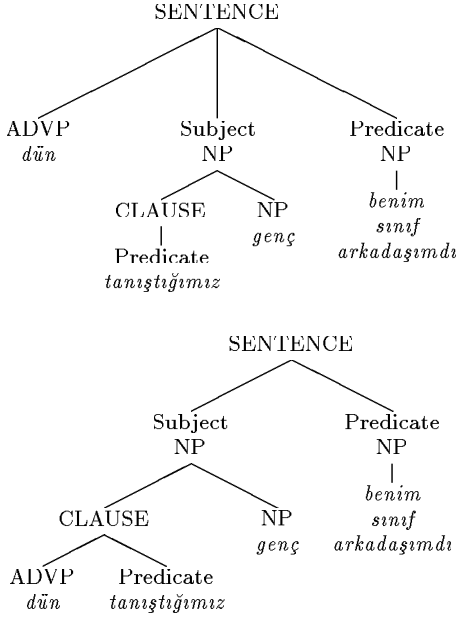 SENTENCE
ADVP Subject Predicate
dün NP NP
benim
CLAUSE NP sınıf
genç arkadaşımdı
Predicate
tanıştığımız
SENTENCE
Subject Predicate
NP NP
benim
CLAUSE NP sınıf
genç arkadaşımdı
ADVP Predicate
dün tanıştığımız